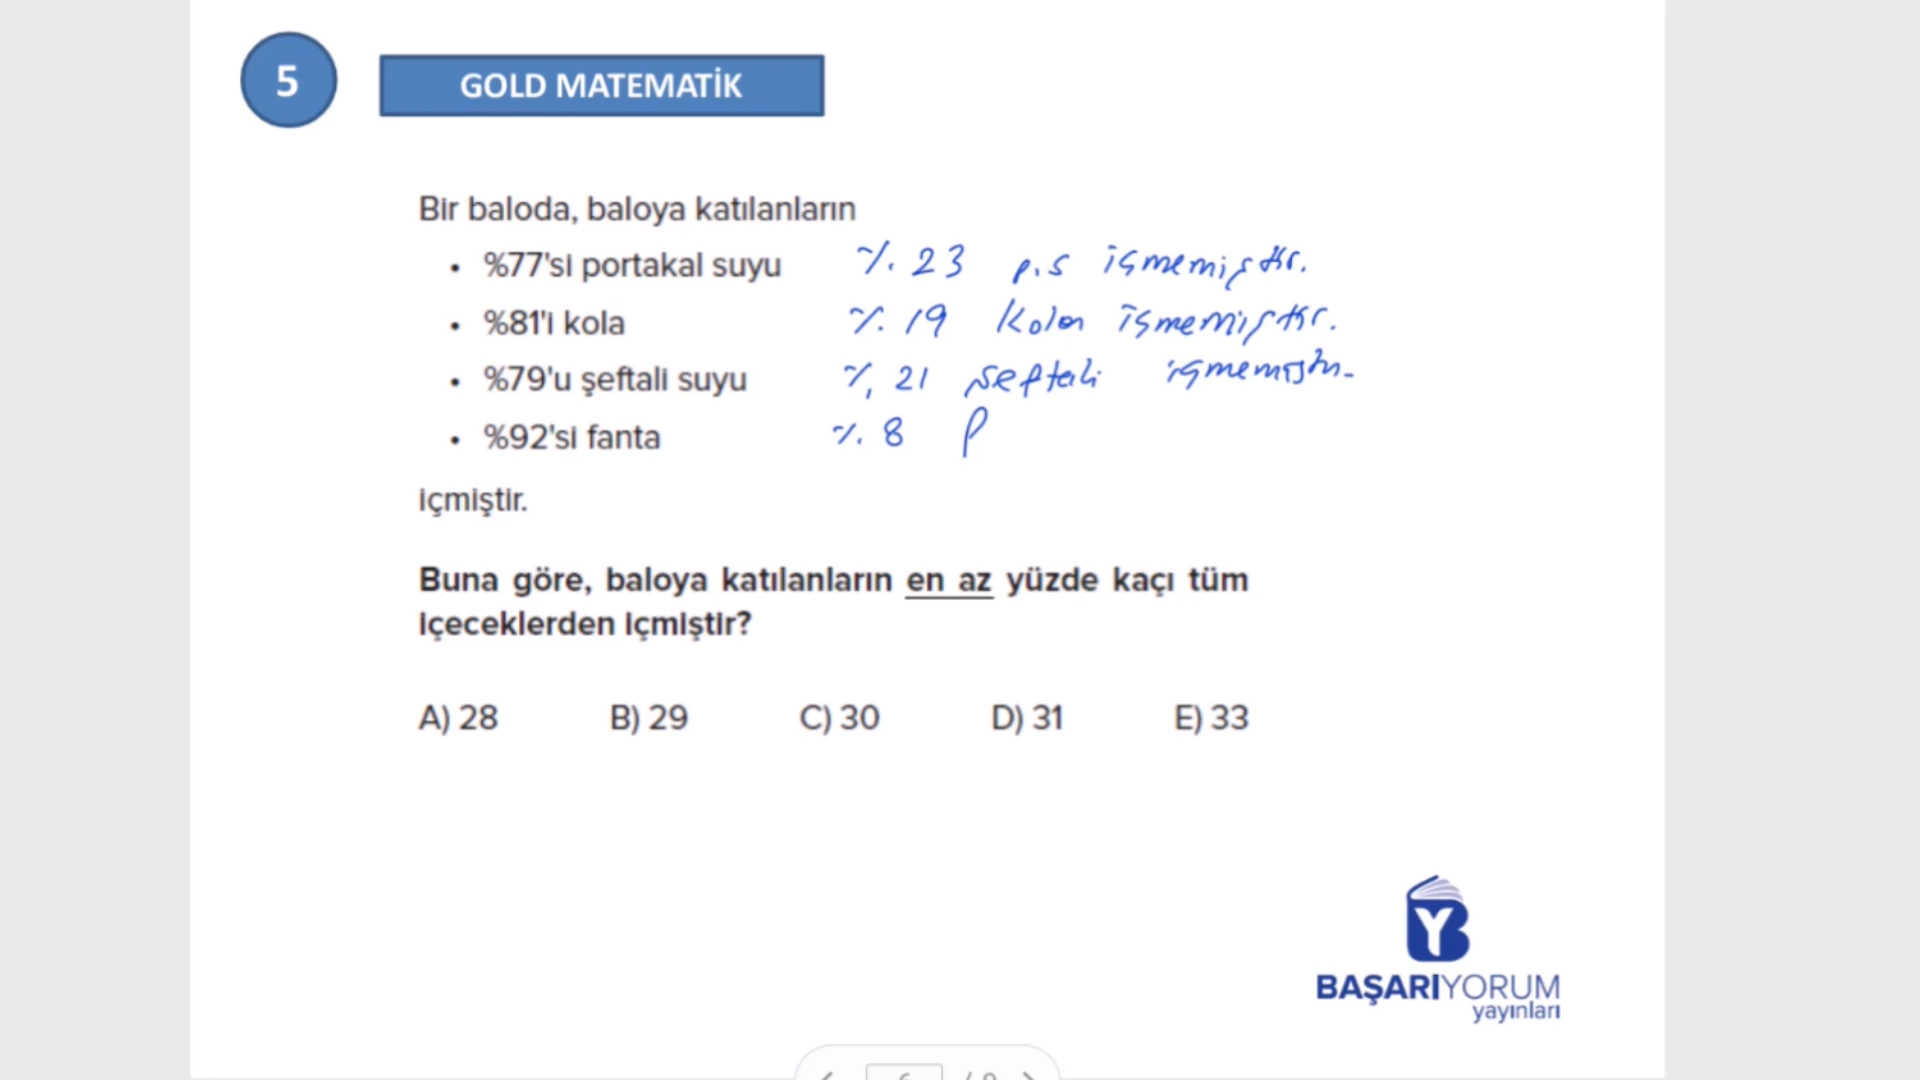 5
GOLD MATEMATİK
Bir baloda, baloya katılanların
• %77'si portakal suyu %23 p.s içmemiştir.
• %81'i kola %19 kola içmemiştir.
• %79'u şeftali suyu %21 şeftali içmemiştir.
• %92'si fanta %8 f
içmiştir.
Buna göre, baloya katılanların en az yüzde kaçı tüm
içeceklerden içmiştir?
A) 28 B) 29 C) 30 D) 31 E) 33
BY
BAŞARIYORUM
yayınları